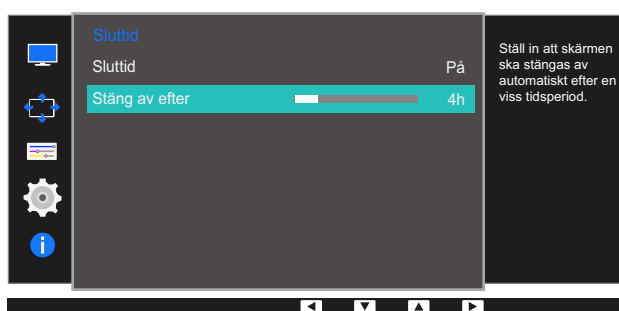 Sluttid
Sluttid På
Stäng av efter 4h
Ställ in att skärmen
ska stängas av
automatiskt efter en
viss tidsperiod.